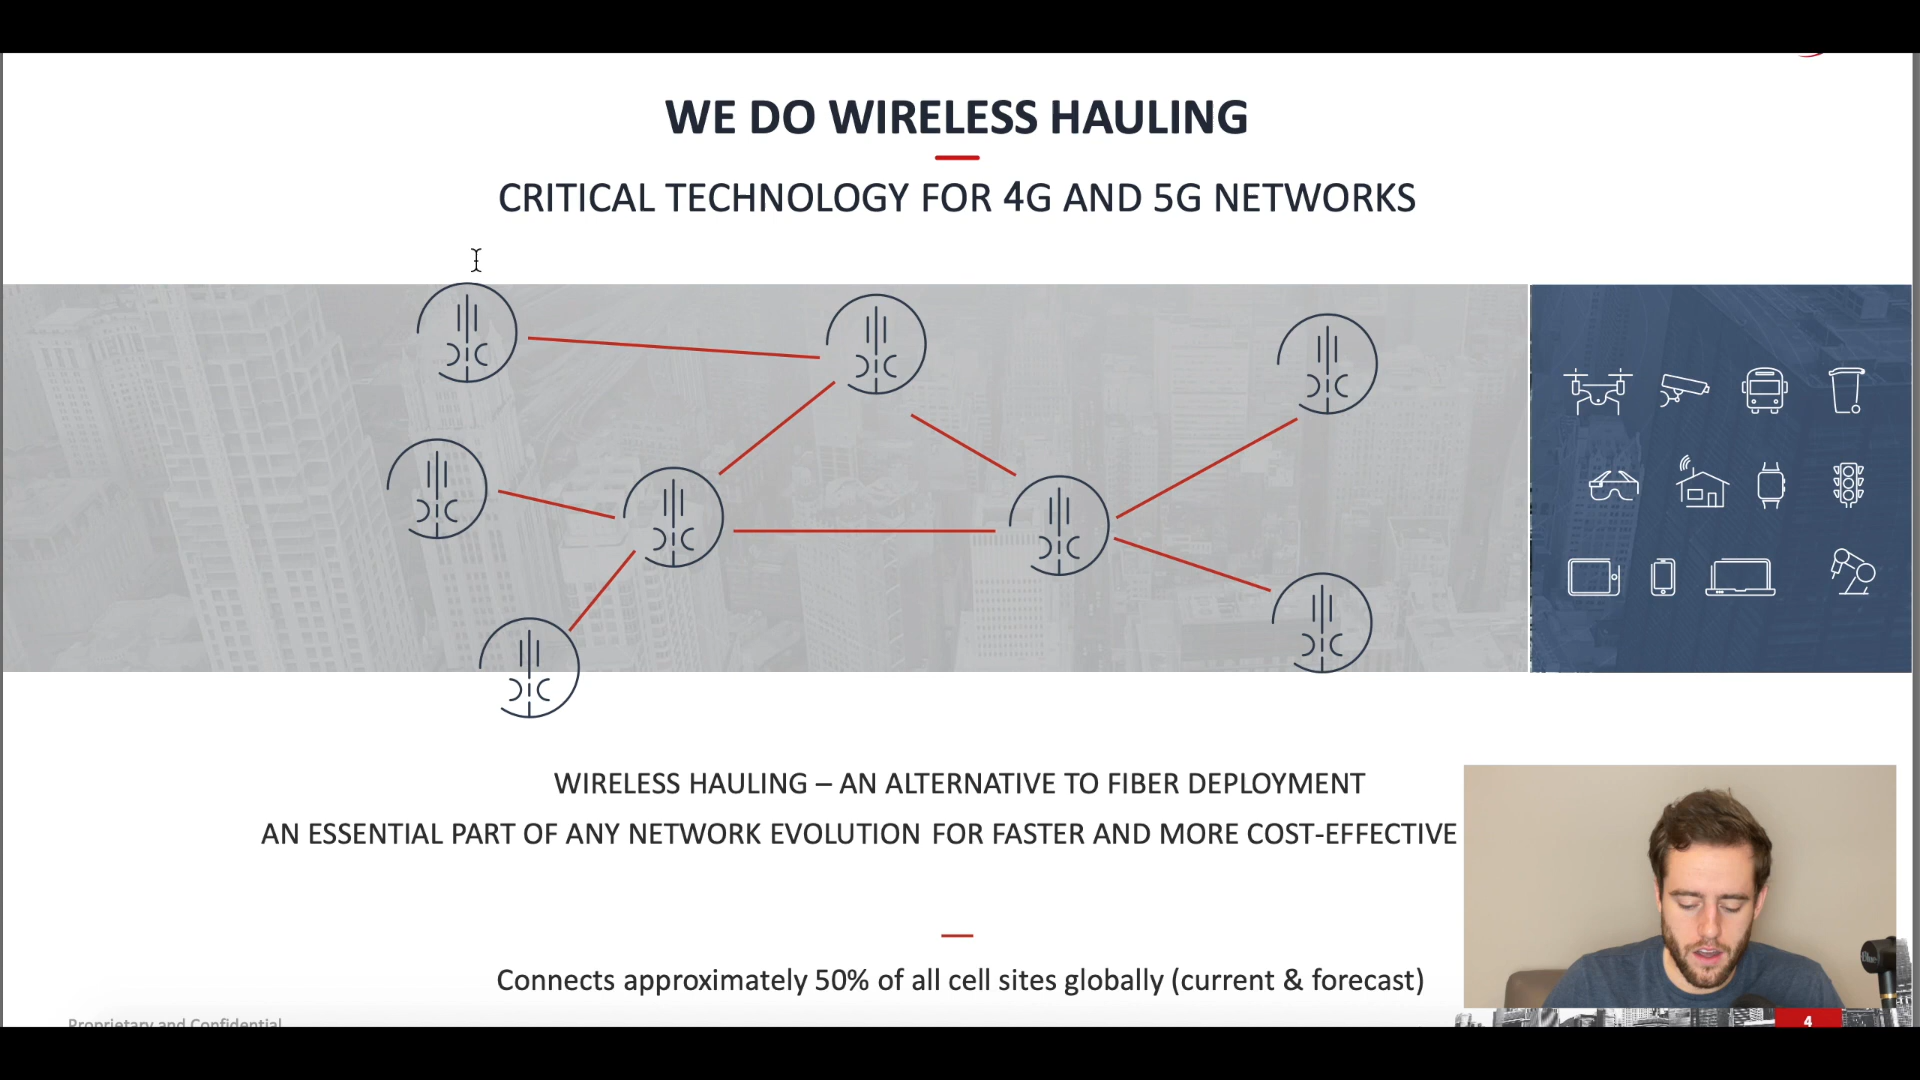 WE DO WIRELESS HAULING
CRITICAL TECHNOLOGY FOR 4G AND 5G NETWORKS
WIRELESS HAULING – AN ALTERNATIVE TO FIBER DEPLOYMENT
AN ESSENTIAL PART OF ANY NETWORK EVOLUTION FOR FASTER AND MORE COST-EFFECTIVE
Connects approximately 50% of all cell sites globally (current & forecast)
Proprietary and Confidential
4
Blue